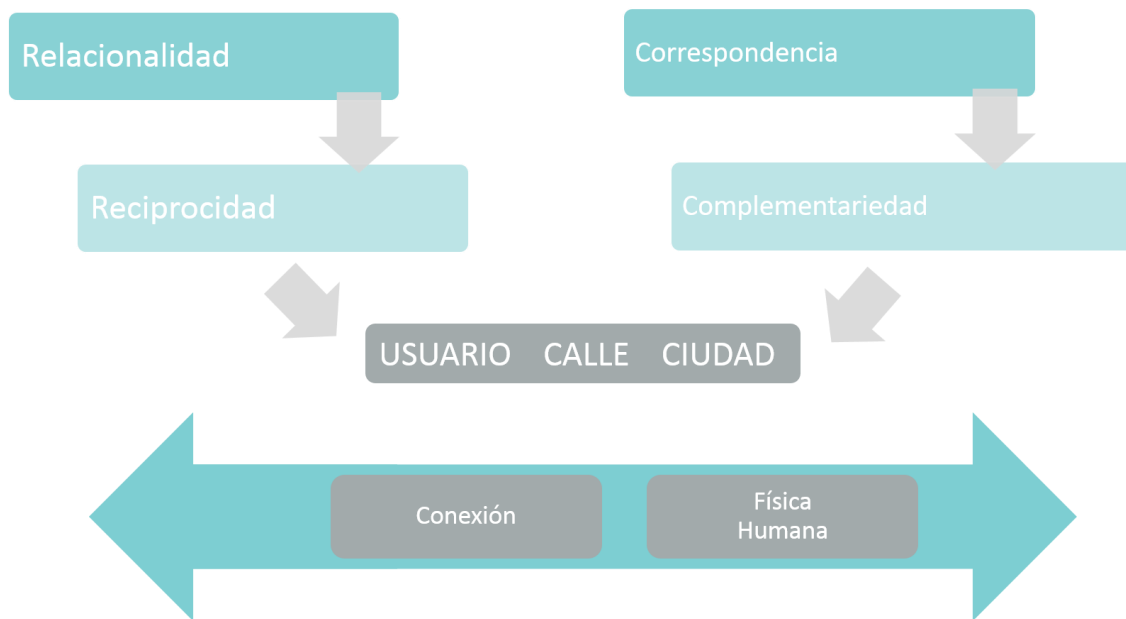 Relacionalidad
Correspondencia
Reciprocidad
Complementariedad
USUARIO CALLE CIUDAD
Conexión
Física
Humana